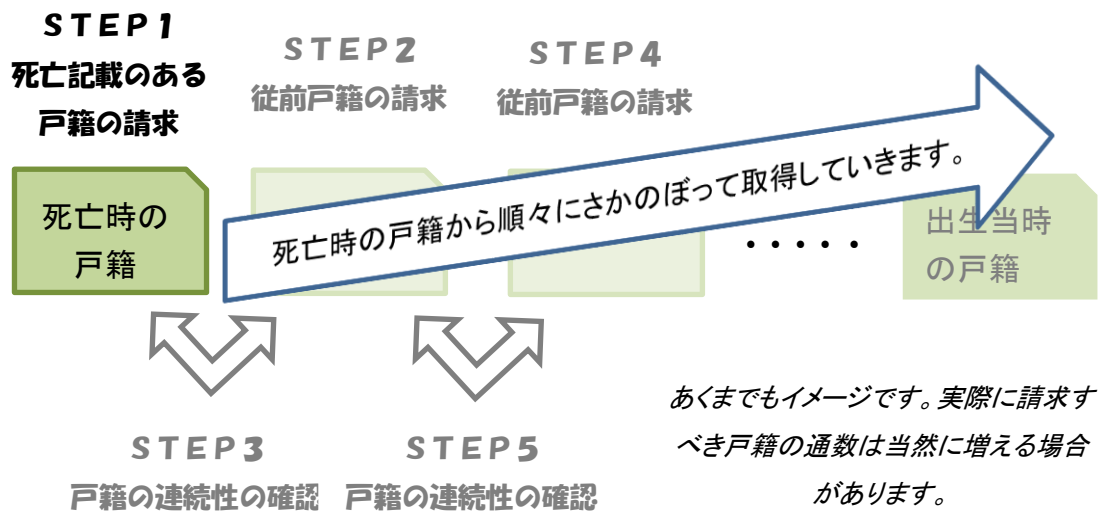 ＳＴＥＰ１
死亡記載のある
戸籍の請求
ＳＴＥＰ２
従前戸籍の請求
ＳＴＥＰ４
従前戸籍の請求
死亡時の
戸籍
死亡時の戸籍から順々にさかのぼって取得していきます。
・・・・・
出生当時
の戸籍
ＳＴＥＰ３
戸籍の連続性の確認
ＳＴＥＰ５
戸籍の連続性の確認
あくまでもイメージです。実際に請求す
べき戸籍の通数は当然に増える場合
があります。